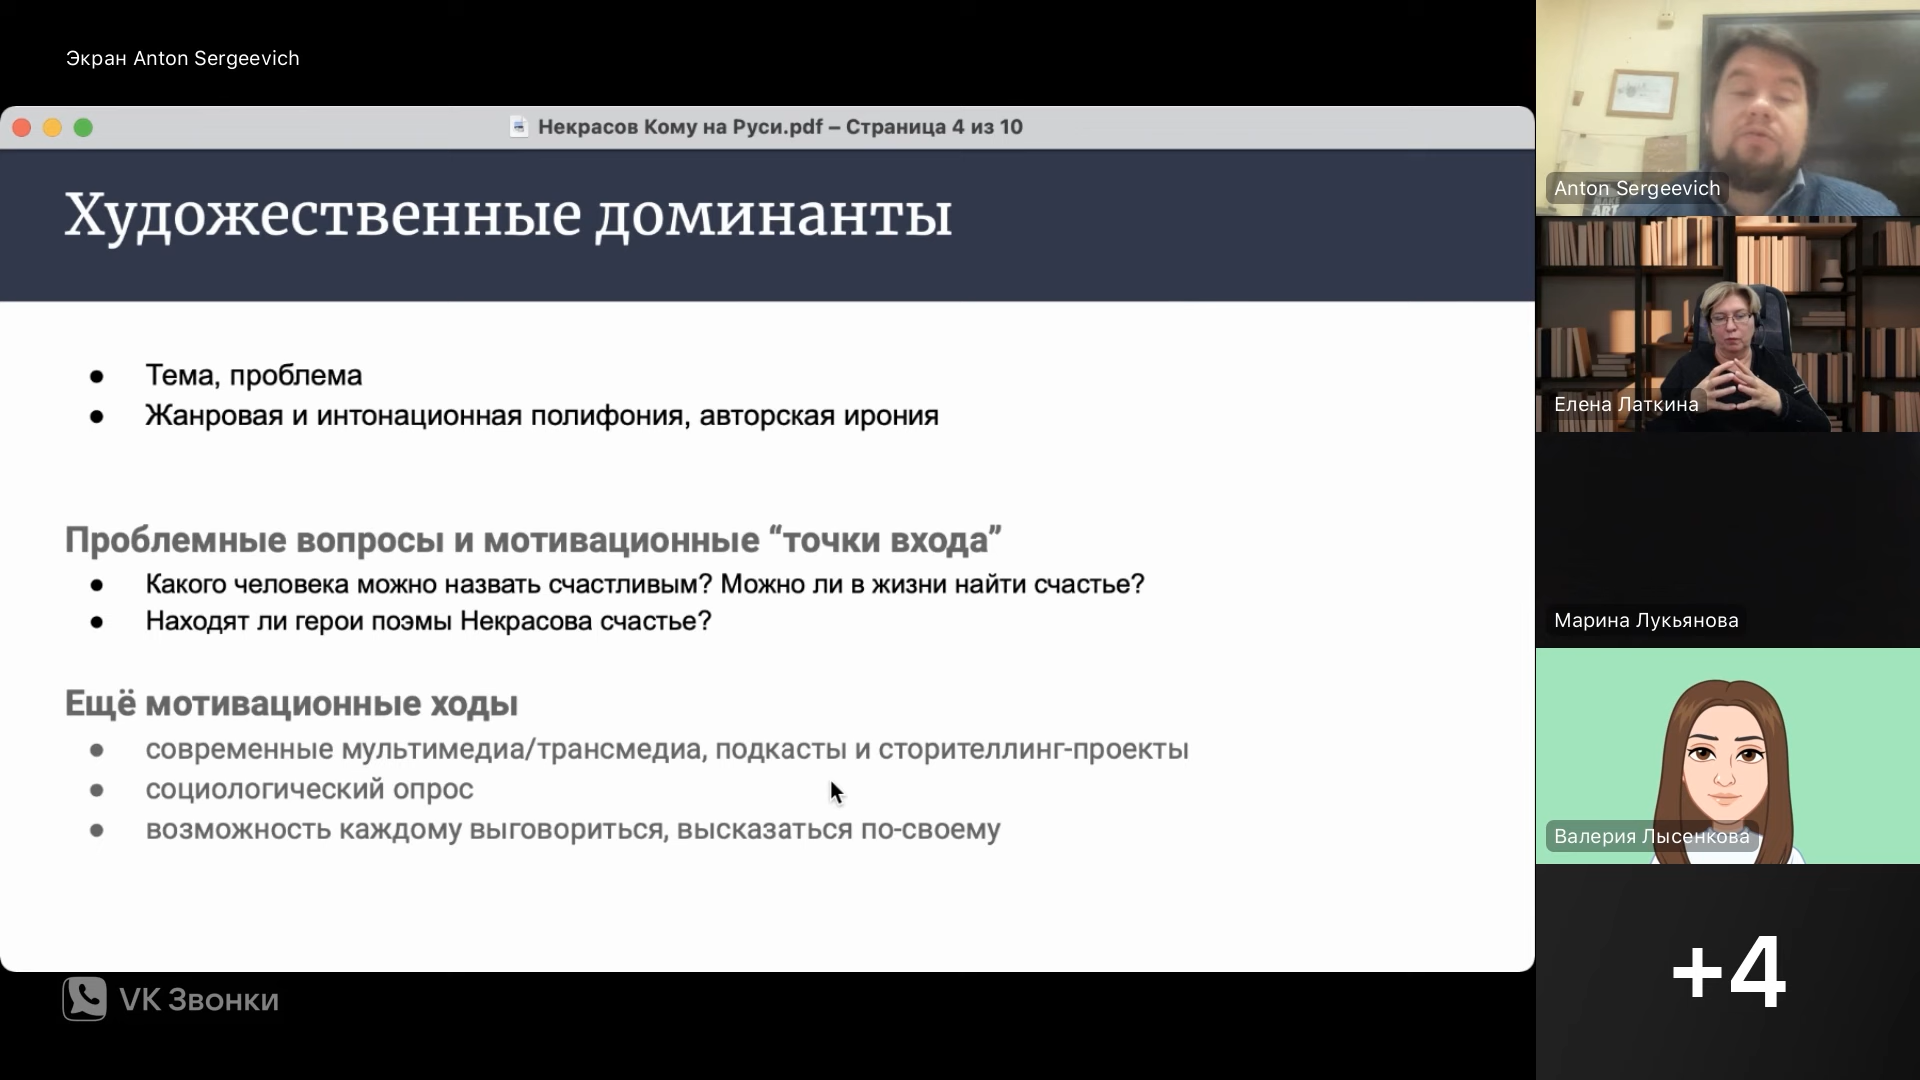 Экран Anton Sergeevich
Некрасов Кому на Руси.pdf – Страница 4 из 10
Художественные доминанты
● Тема, проблема
● Жанровая и интонационная полифония, авторская ирония
Проблемные вопросы и мотивационные “точки входа”
● Какого человека можно назвать счастливым? Можно ли в жизни найти счастье?
● Находят ли герои поэмы Некрасова счастье?
Ещё мотивационные ходы
● современные мультимедиа/трансмедиа, подкасты и сторителлинг-проекты
● социологический опрос
● возможность каждому выговориться, высказаться по-своему
VK Звонки
Anton Sergeevich
MAKE
ART
Елена Латкина
Марина Лукьянова
Валерия Лысенкова
+4